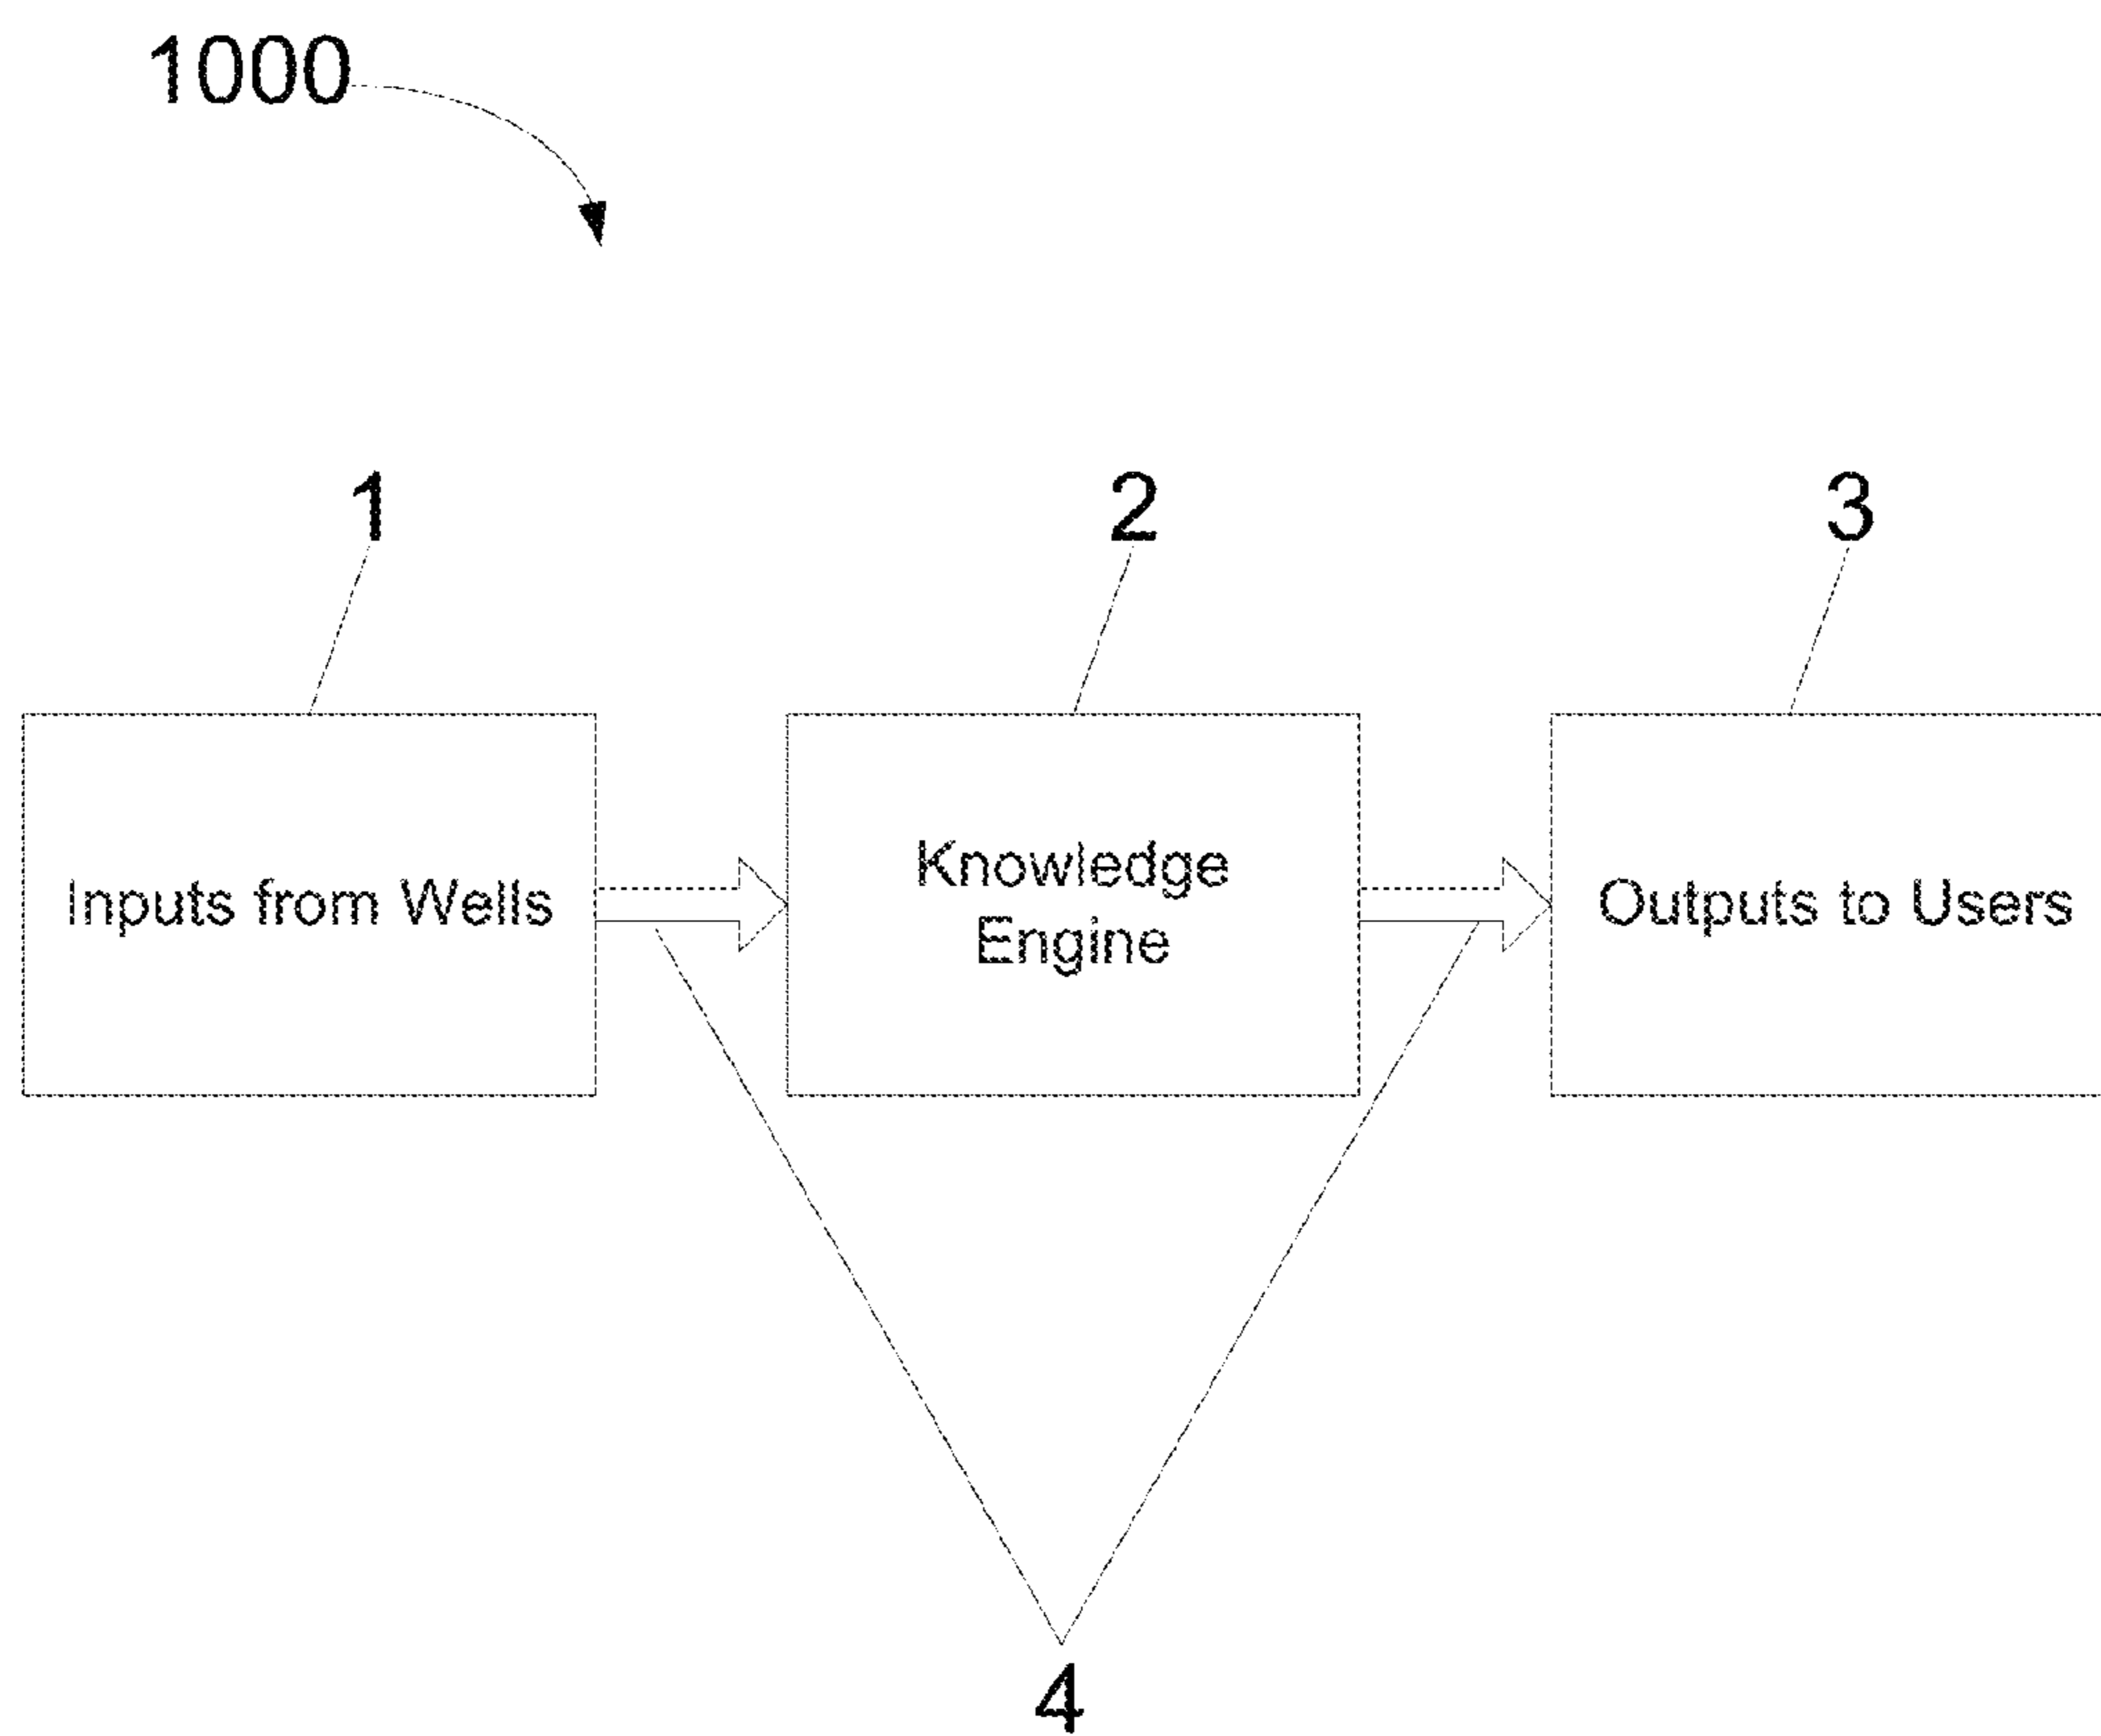 1000
1
2
3
Inputs from Wells
Knowledge
Engine
Outputs to Users
4